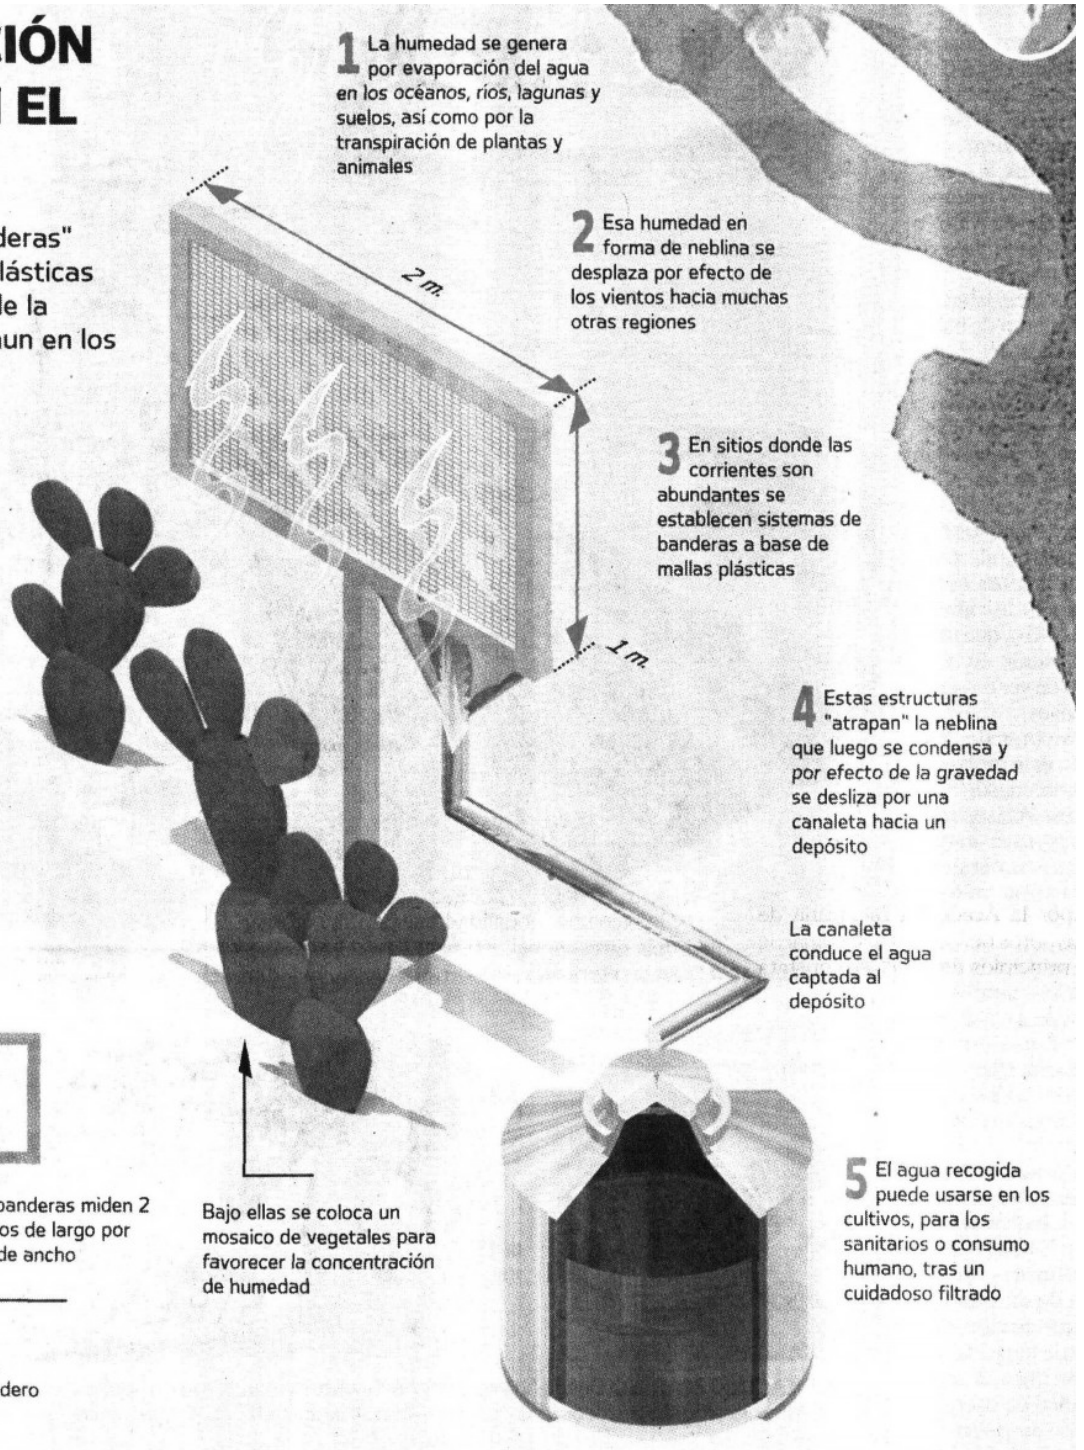 CIÓN
EL
deras"
lásticas
de la
aun en los
1 La humedad se genera
por evaporación del agua
en los océanos, ríos, lagunas y
suelos, así como por la
transpiración de plantas y
animales
2 m.
2 Esa humedad en
forma de neblina se
desplaza por efecto de
los vientos hacia muchas
otras regiones
3 En sitios donde las
corrientes son
abundantes se
establecen sistemas de
banderas a base de
mallas plásticas
1 m.
4 Estas estructuras
"atrapan" la neblina
que luego se condensa y
por efecto de la gravedad
se desliza por una
canaleta hacia un
depósito
La canaleta
conduce el agua
captada al
depósito
banderas miden 2
os de largo por
de ancho
Bajo ellas se coloca un
mosaico de vegetales para
favorecer la concentración
de humedad
5 El agua recogida
puede usarse en los
cultivos, para los
sanitarios o consumo
humano, tras un
cuidadoso filtrado
dero